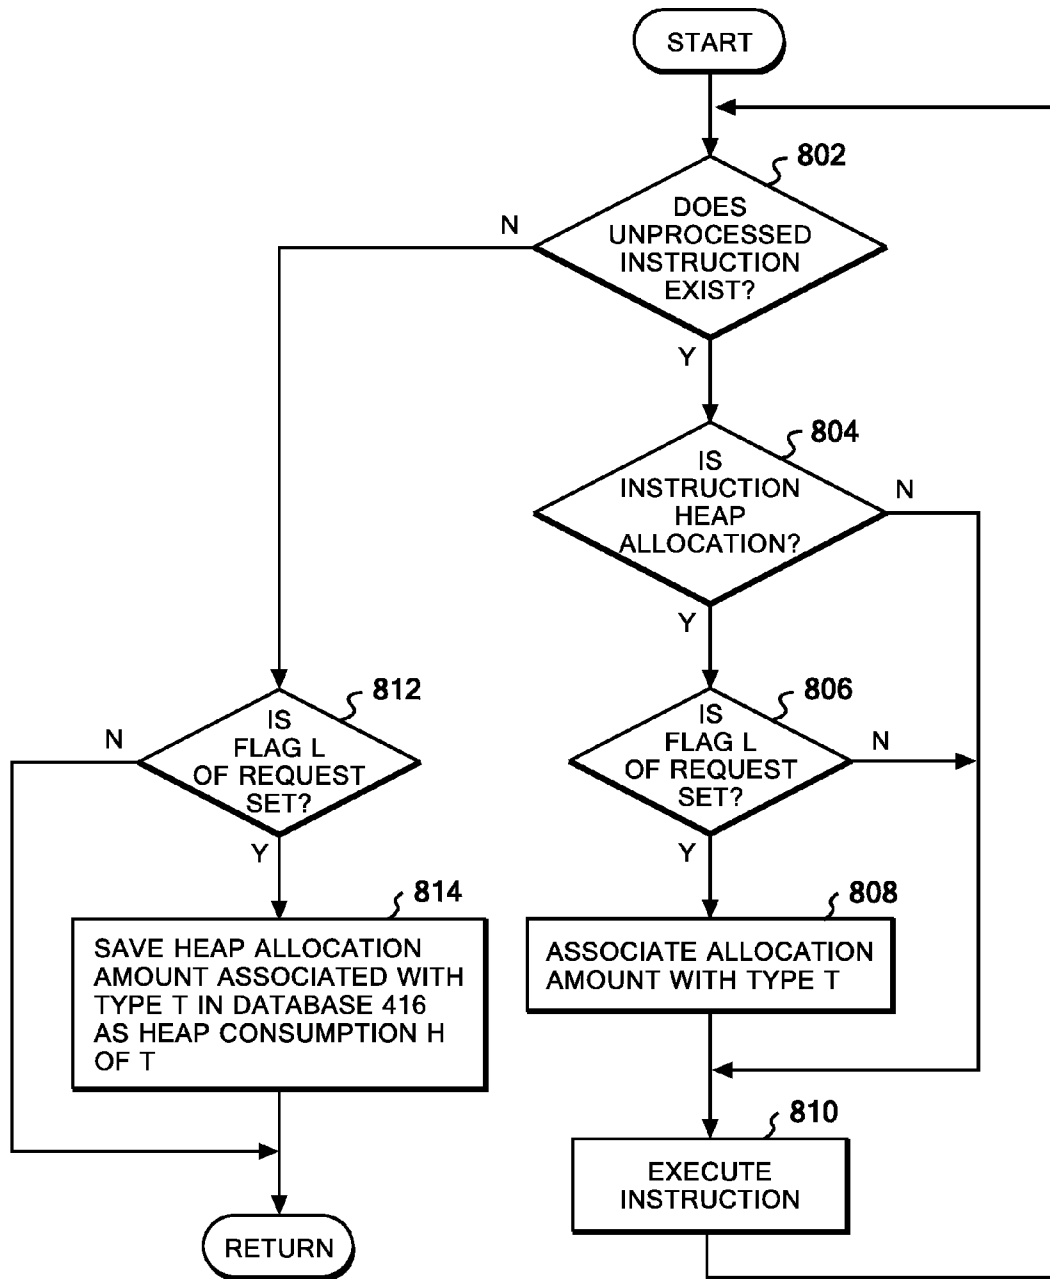 START
802
DOES
UNPROCESSED
INSTRUCTION
EXIST?
N
Y
804
IS
INSTRUCTION
HEAP
ALLOCATION?
N
Y
812
IS
FLAG L
OF REQUEST
SET?
N
Y
806
IS
FLAG L
OF REQUEST
SET?
N
Y
814
SAVE HEAP ALLOCATION
AMOUNT ASSOCIATED WITH
TYPE T IN DATABASE 416
AS HEAP CONSUMPTION H
OF T
808
ASSOCIATE ALLOCATION
AMOUNT WITH TYPE T
810
EXECUTE
INSTRUCTION
RETURN